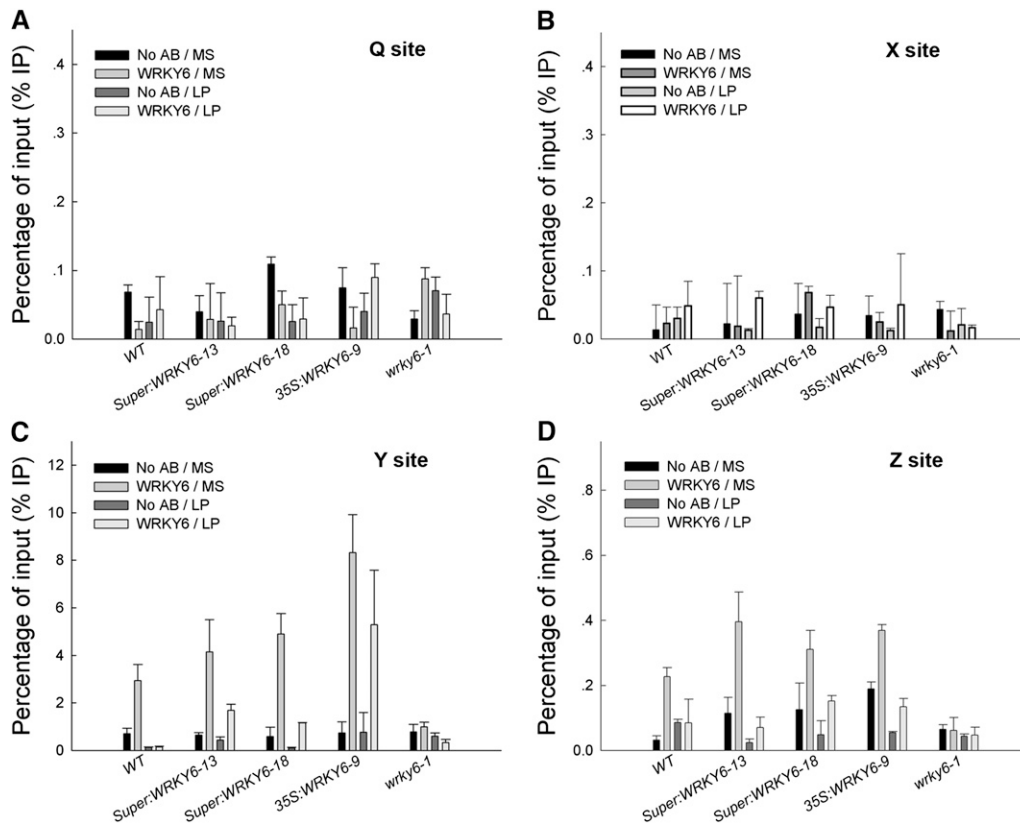 A
Q site
No AB / MS
WRKY6 / MS
No AB / LP
WRKY6 / LP
Percentage of input (% IP)
.4
.3
.2
.1
0.0
WT
Super:WRKY6-13
Super:WRKY6-18
35S:WRKY6-9
wrky6-1
B
X site
No AB / MS
WRKY6 / MS
No AB / LP
WRKY6 / LP
Percentage of input (% IP)
.4
.3
.2
.1
0.0
WT
Super:WRKY6-13
Super:WRKY6-18
35S:WRKY6-9
wrky6-1
C
Y site
No AB / MS
WRKY6 / MS
No AB / LP
WRKY6 / LP
Percentage of input (% IP)
12
10
8
6
4
2
0
WT
Super:WRKY6-13
Super:WRKY6-18
35S:WRKY6-9
wrky6-1
D
Z site
No AB / MS
WRKY6 / MS
No AB / LP
WRKY6 / LP
Percentage of input (% IP)
.8
.6
.4
.2
0.0
WT
Super:WRKY6-13
Super:WRKY6-18
35S:WRKY6-9
wrky6-1